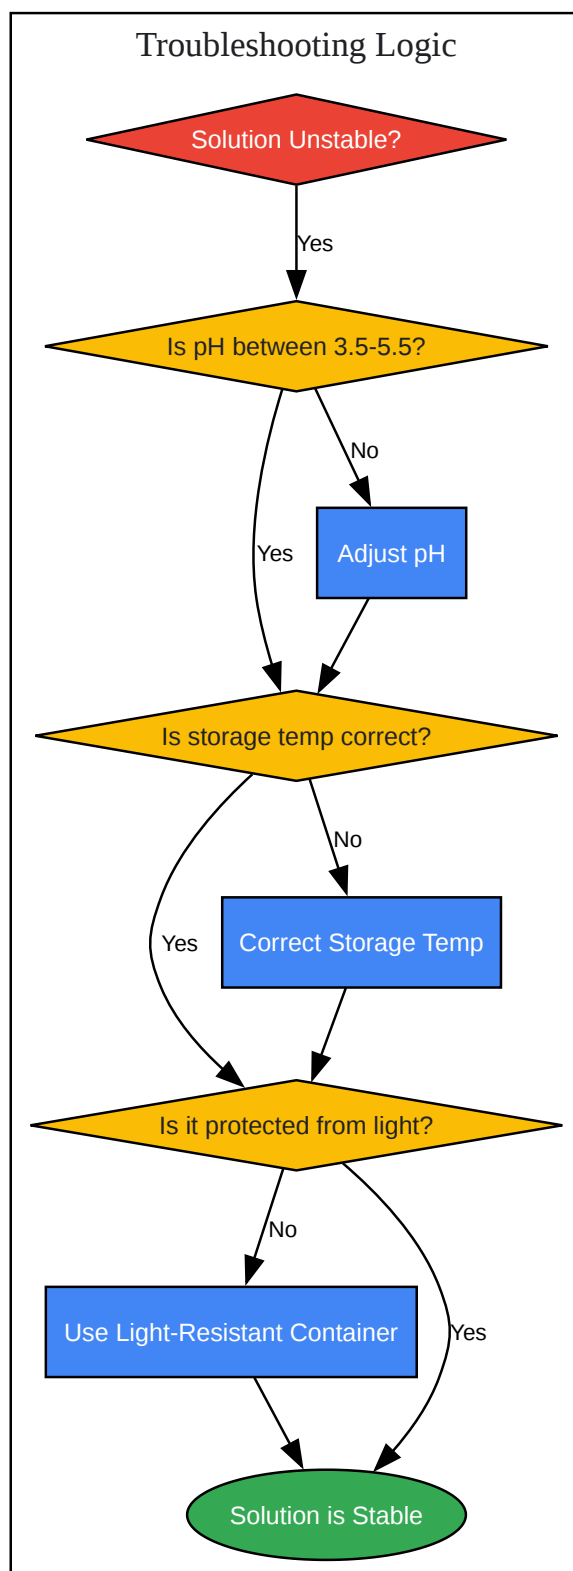 Troubleshooting Logic
Solution Unstable?
Yes
Is pH between 3.5-5.5?
No
Yes
Adjust pH
Is storage temp correct?
No
Yes
Correct Storage Temp
Is it protected from light?
No
Use Light-Resistant Container
Yes
Solution is Stable